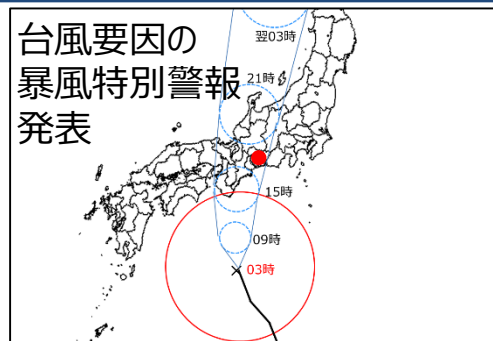 台風要因の
暴風特別警報
発表
翌03時
21時
15時
09時
03時